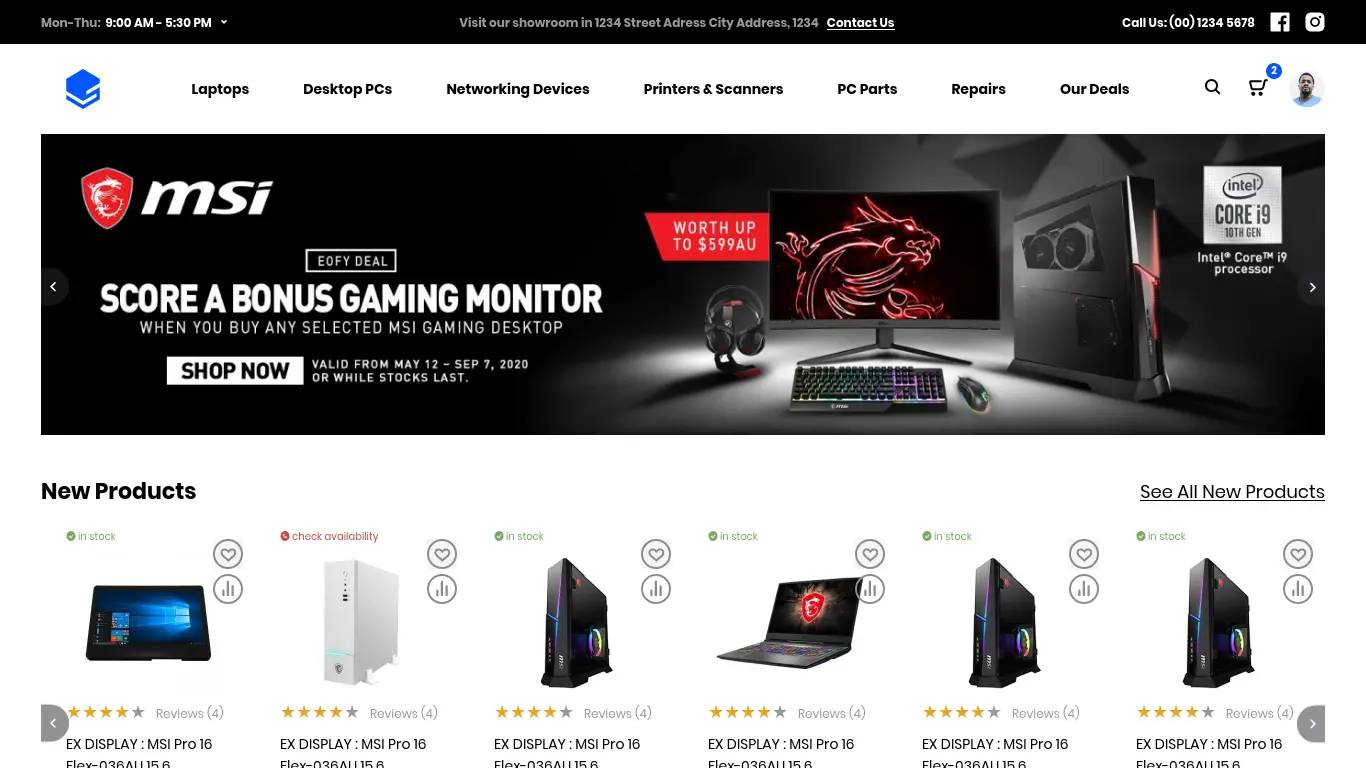 Mon-Thu: 9:00 AM - 5:30 PM
Visit our showroom in 1234 Street Adress City Address, 1234 Contact Us
Call Us: (00) 1234 5678
Laptops
Desktop PCs
Networking Devices
Printers & Scanners
PC Parts
Repairs
Our Deals
2
msi
EOFY DEAL
SCORE A BONUS GAMING MONITOR
WHEN YOU BUY ANY SELECTED MSI GAMING DESKTOP
SHOP NOW
VALID FROM MAY 12 – SEP 7, 2020
OR WHILE STOCKS LAST.
WORTH UP
TO $599AU
intel
CORE i9
10TH GEN
Intel® Core™ i9
processor
New Products
See All New Products
in stock
check availability
in stock
in stock
in stock
in stock
Reviews (4)
Reviews (4)
Reviews (4)
Reviews (4)
Reviews (4)
Reviews (4)
EX DISPLAY : MSI Pro 16
Flex-036AU 15.6
EX DISPLAY : MSI Pro 16
Flex-036AU 15.6
EX DISPLAY : MSI Pro 16
Flex-036AU 15.6
EX DISPLAY : MSI Pro 16
Flex-036AU 15.6
EX DISPLAY : MSI Pro 16
Flex-036AU 15.6
EX DISPLAY : MSI Pro 16
Flex-036AU 15.6